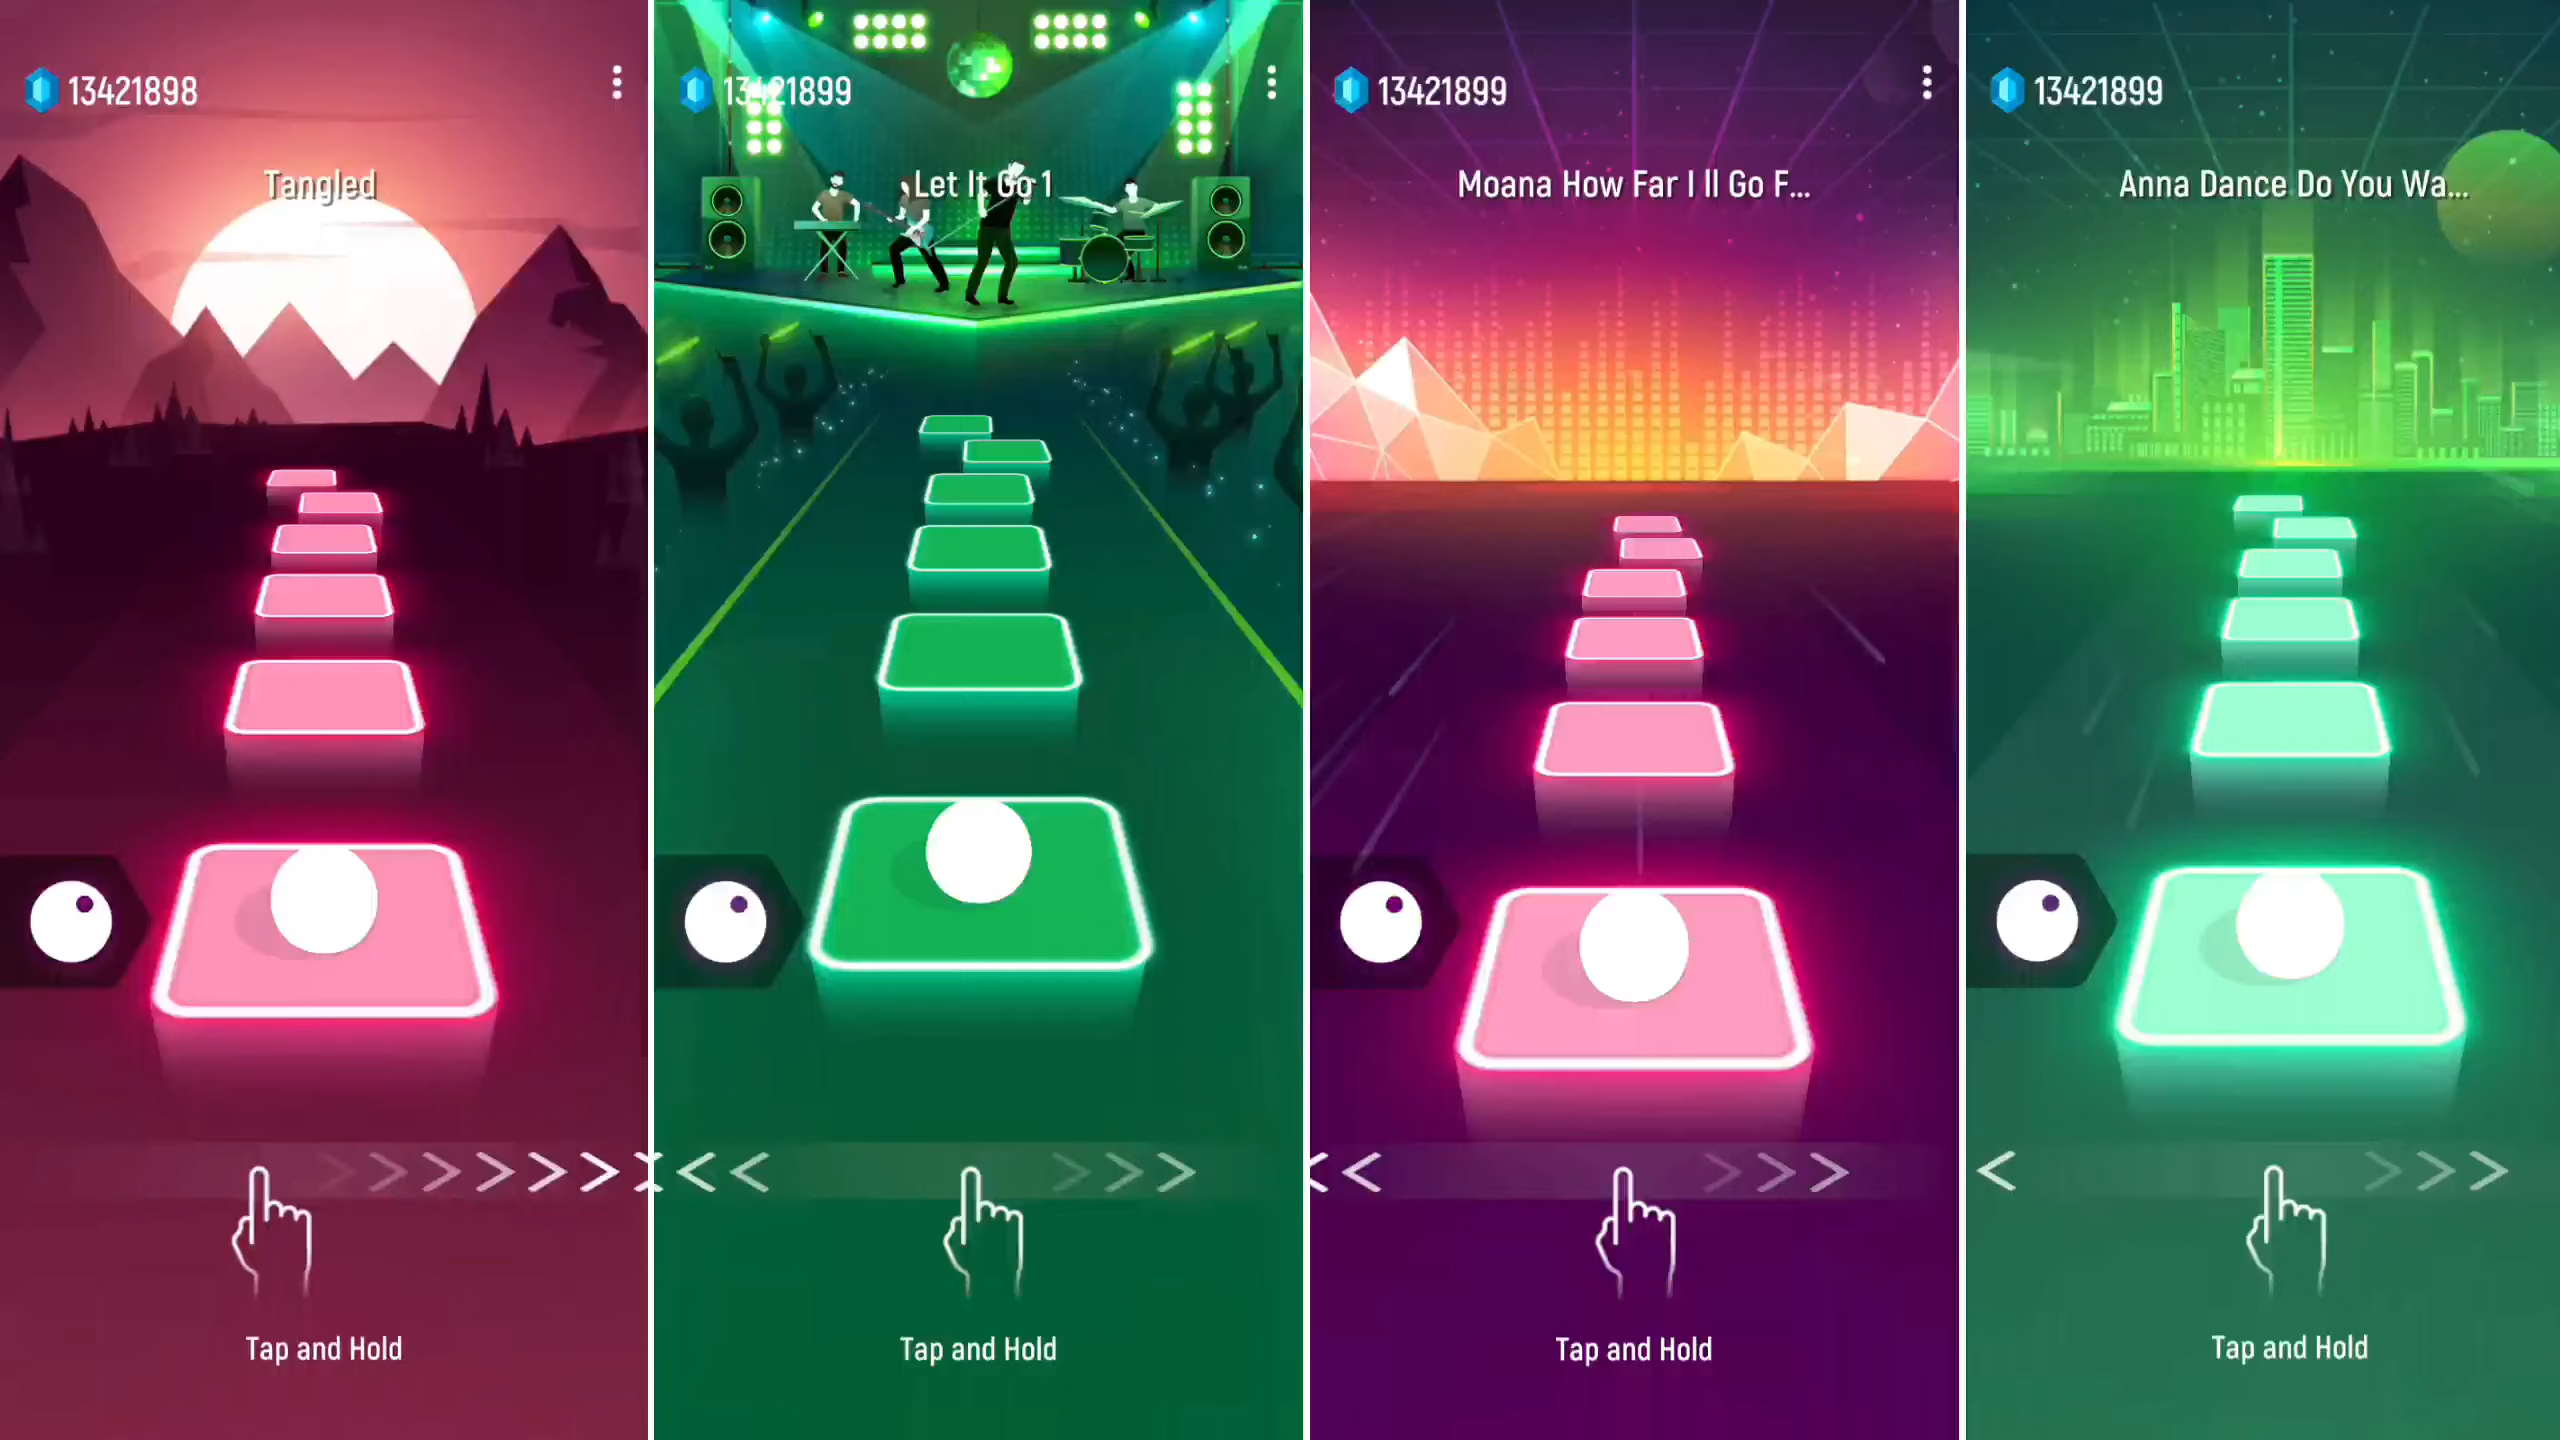 13421898
Tangled
Tap and Hold
13421899
Let It Go 1
Tap and Hold
13421899
Moana How Far I ll Go F...
Tap and Hold
13421899
Anna Dance Do You Wa...
Tap and Hold